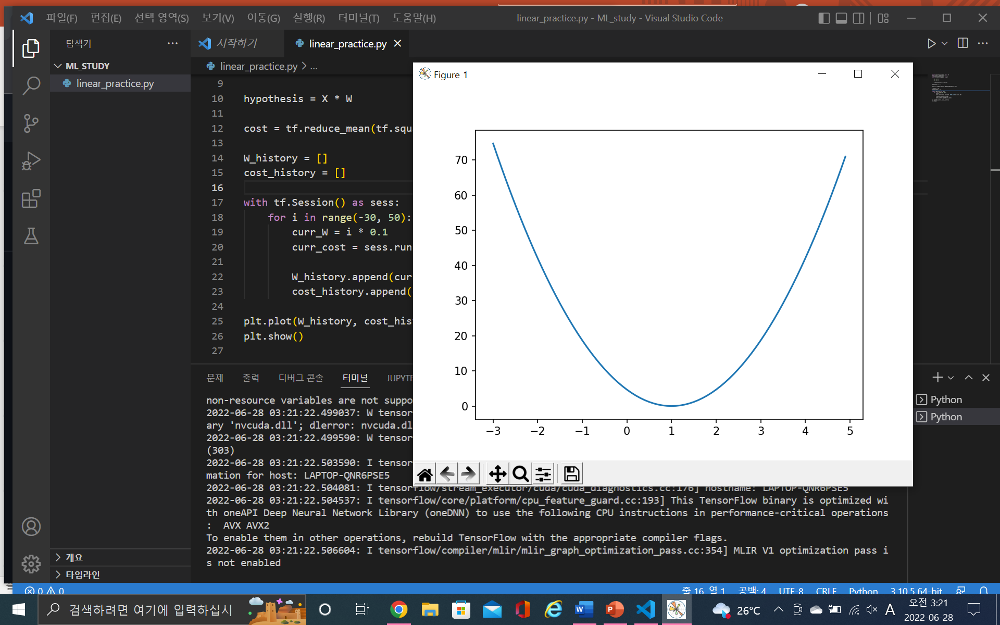 파일(F) 편집(E) 선택 영역(S) 보기(V) 이동(G) 실행(R) 터미널(T) 도움말(H) linear_practice.py - ML_study - Visual Studio Code
탐색기
시작하기
linear_practice.py
ML_STUDY
linear_practice.py
linear_practice.py > ...
9
10 hypothesis = X * W
11
12 cost = tf.reduce_mean(tf.squ
13
14 W_history = []
15 cost_history = []
16
17 with tf.Session() as sess:
18 for i in range(-30, 50):
19 curr_W = i * 0.1
20 curr_cost = sess.run
21
22 W_history.append(cur
23 cost_history.append(
24
25 plt.plot(W_history, cost_his
26 plt.show()
27
Figure 1
70
60
50
40
30
20
10
0
−3 −2 −1 0 1 2 3 4 5
문제 출력 디버그 콘솔 터미널 JUPYTE
non-resource variables are not suppo
2022-06-28 03:21:22.499037: W tensor
ary 'nvcuda.dll'; dlerror: nvcuda.dl
2022-06-28 03:21:22.499590: W tensor
(303)
2022-06-28 03:21:22.503590: I tensor
mation for host: LAPTOP-QNR6PSE5
2022-06-28 03:21:22.504081: I tensorflow/stream_executor/cuda/cuda_diagnostics.cc:176] hostname: LAPTOP-QNR6PSE5
2022-06-28 03:21:22.504537: I tensorflow/core/platform/cpu_feature_guard.cc:193] This TensorFlow binary is optimized wi
th oneAPI Deep Neural Network Library (oneDNN) to use the following CPU instructions in performance-critical operations
: AVX AVX2
To enable them in other operations, rebuild TensorFlow with the appropriate compiler flags.
2022-06-28 03:21:22.506604: I tensorflow/compiler/mlir/mlir_graph_optimization_pass.cc:354] MLIR V1 optimization pass i
s not enabled
Python
Python
개요
타임라인
0 0 줄 16, 열 1 공백: 4 UTF-8 CRLF Python 3.10.5 64-bit
검색하려면 여기에 입력하십시 26°C A 오전 3:21
2022-06-28